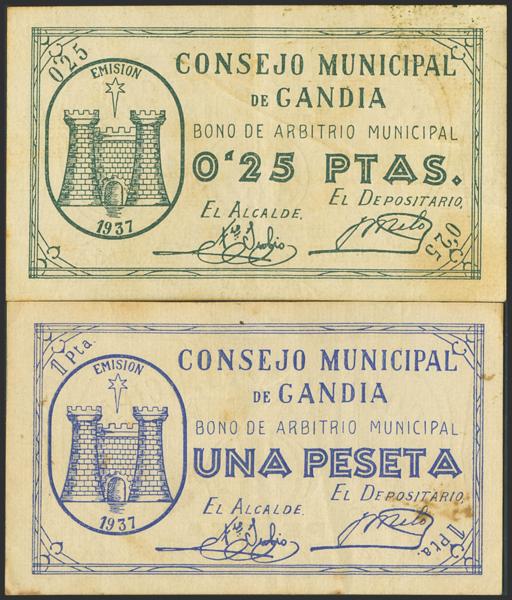 0'25
EMISION
1937
CONSEJO MUNICIPAL
DE GANDIA
BONO DE ARBITRIO MUNICIPAL
0'25 PTAS.
EL ALCALDE.
EL DEPOSITARIO,
0'25
1 Pta.
EMISION
1937
CONSEJO MUNICIPAL
DE GANDIA
BONO DE ARBITRIO MUNICIPAL
UNA PESETA
EL ALCALDE.
EL DEPOSITARIO,
1 Pta.